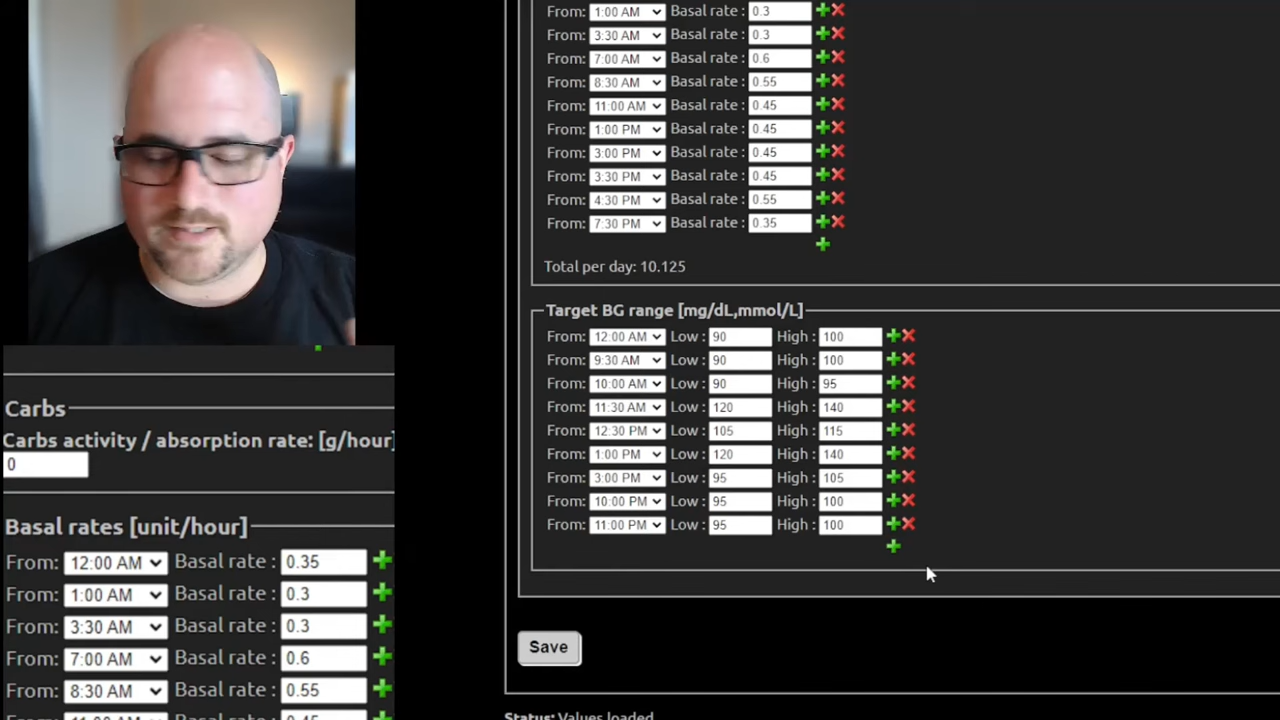 From: 1:00 AM Basal rate : 0.3
From: 3:30 AM Basal rate : 0.3
From: 7:00 AM Basal rate : 0.6
From: 8:30 AM Basal rate : 0.55
From: 11:00 AM Basal rate : 0.45
From: 1:00 PM Basal rate : 0.45
From: 3:00 PM Basal rate : 0.45
From: 3:30 PM Basal rate : 0.45
From: 4:30 PM Basal rate : 0.55
From: 7:30 PM Basal rate : 0.35
Total per day: 10.125
Target BG range [mg/dL,mmol/L]
From: 12:00 AM Low : 90 High : 100
From: 9:30 AM Low : 90 High : 100
From: 10:00 AM Low : 90 High : 95
From: 11:30 AM Low : 120 High : 140
From: 12:30 PM Low : 105 High : 115
From: 1:00 PM Low : 120 High : 140
From: 3:00 PM Low : 95 High : 105
From: 10:00 PM Low : 95 High : 100
From: 11:00 PM Low : 95 High : 100
Save
Status: Values loaded
Carbs
Carbs activity / absorption rate: [g/hour]
0
Basal rates [unit/hour]
From: 12:00 AM Basal rate : 0.35
From: 1:00 AM Basal rate : 0.3
From: 3:30 AM Basal rate : 0.3
From: 7:00 AM Basal rate : 0.6
From: 8:30 AM Basal rate : 0.55
11:00 AM Basal rate : 0.45